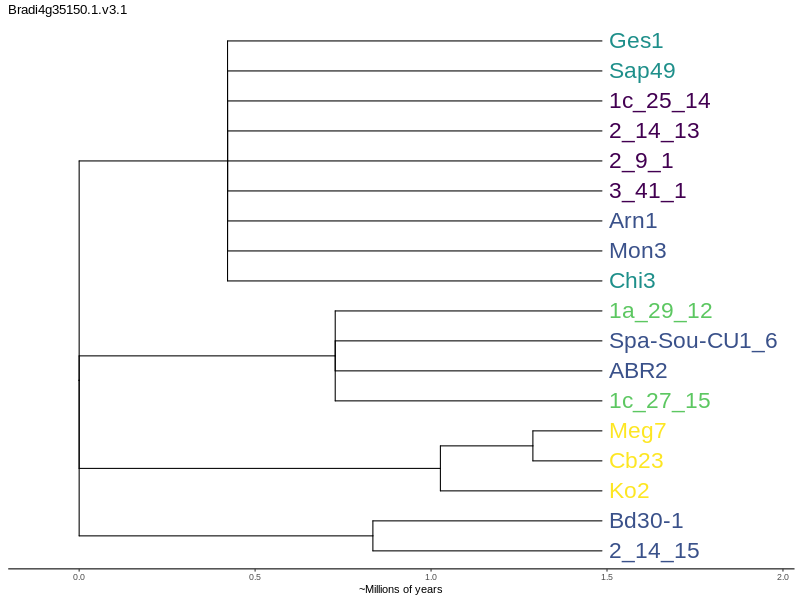 Bradi4g35150.1.v3.1
Ges1
Sap49
1c_25_14
2_14_13
2_9_1
3_41_1
Arn1
Mon3
Chi3
1a_29_12
Spa-Sou-CU1_6
ABR2
1c_27_15
Meg7
Cb23
Ko2
Bd30-1
2_14_15
0.0 0.5 1.0 1.5 2.0
~Millions of years